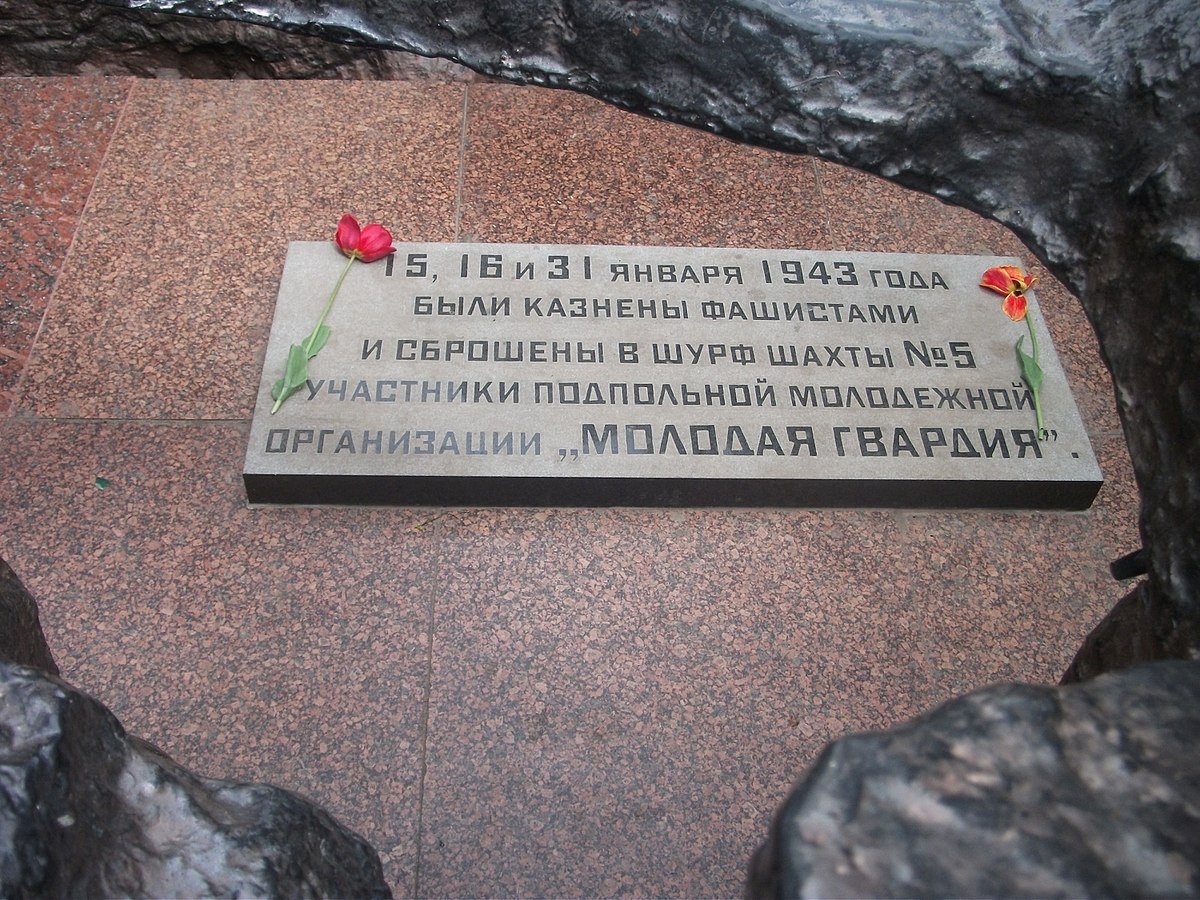 15, 16 и 31 ЯНВАРЯ 1943 ГОДА
БЫЛИ КАЗНЕНЫ ФАШИСТАМИ
И СБРОШЕНЫ В ШУРФ ШАХТЫ №5
УЧАСТНИКИ ПОДПОЛЬНОЙ МОЛОДЕЖНОЙ
ОРГАНИЗАЦИИ „МОЛОДАЯ ГВАРДИЯ”.